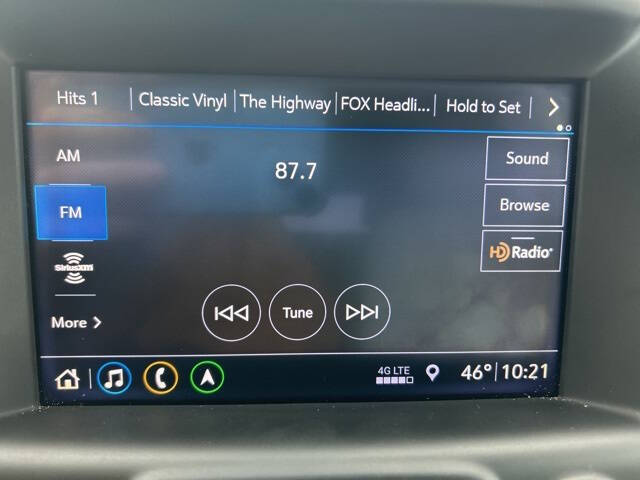 Hits 1 Classic Vinyl The Highway FOX Headli... Hold to Set
AM
87.7
Sound
FM
Browse
SiriusXM
HD Radio
Tune
More
4G LTE
46° 10:21